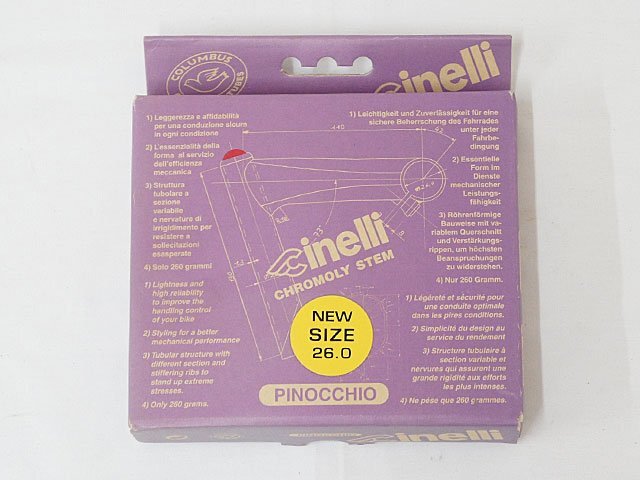 COLUMBUS
TUBES
Cinelli
1) Leggerezza e affidabilità
per una conduzione sicura
in ogni condizione
2) L'essenzialità della
forma al servizio
dell'efficienza
meccanica
3) Struttura
tubolare a
sezione
variabile
e nervature di
irrigidimento per
resistere a
sollecitazioni
esasperate
4) Solo 260 grammi
1) Lightness and
high reliability
to improve the
handling control
of your bike
2) Styling for a better
mechanical performance
3) Tubular structure with
different section and
stiffering ribs to
stand up extreme
stresses.
4) Only 260 grams.
1) Leichtigkeit und Zuverlässigkeit für eine
sichere Beherrschung des Fahrrades
unter jeder
Fahrbe-
dingung
2) Essentielle
Form im
Dienste
mechanischer
Leistungs-
fähigkeit
3) Röhrenförmige
Bauweise mit va-
riablem Querschnitt
und Verstärkungs-
rippen, um höchsten
Beanspruchungen
zu widerstehen.
4) Nur 260 Gramm.
1) Légéreté et sécurité pour
une conduite optimale
dans les pires conditions.
2) Simplicité du design au
service du rendement
3) Structure tubulaire à
section variable et
nervures qui assurent une
grande rigidité aux efforts
les plus intenses.
4) Ne pése que 260 grammes.
73
Cinelli
CHROMOLY STEM
NEW
SIZE
26.0
PINOCCHIO
Cinelli